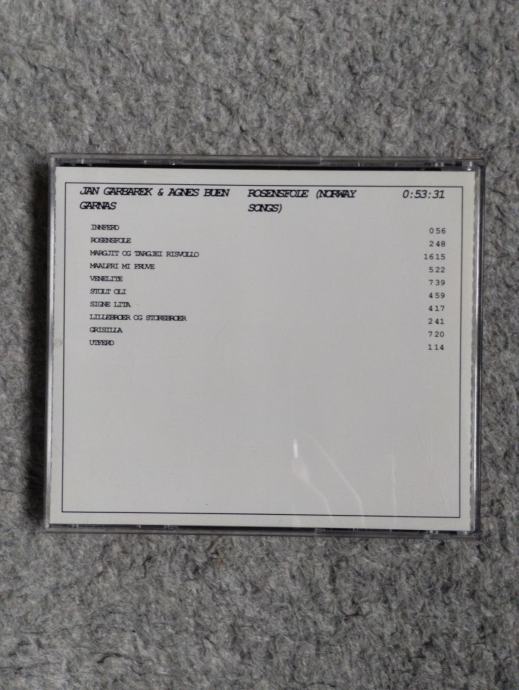 JAN GARBAREK & AGNES BUEN GARNAS
ROSENSFOLE (NORWAY SONGS)
0:53:31
INNFERD 056
ROSENSFOLE 248
MARGJIT OG TARGJEI RISVOLLO 1615
MAALFRI MI FRUVE 522
VENELITE 739
STOLT OLI 459
SIGNE LITA 417
LILLEBROER OG STOREBROER 241
GRISILLA 720
UTFERD 114